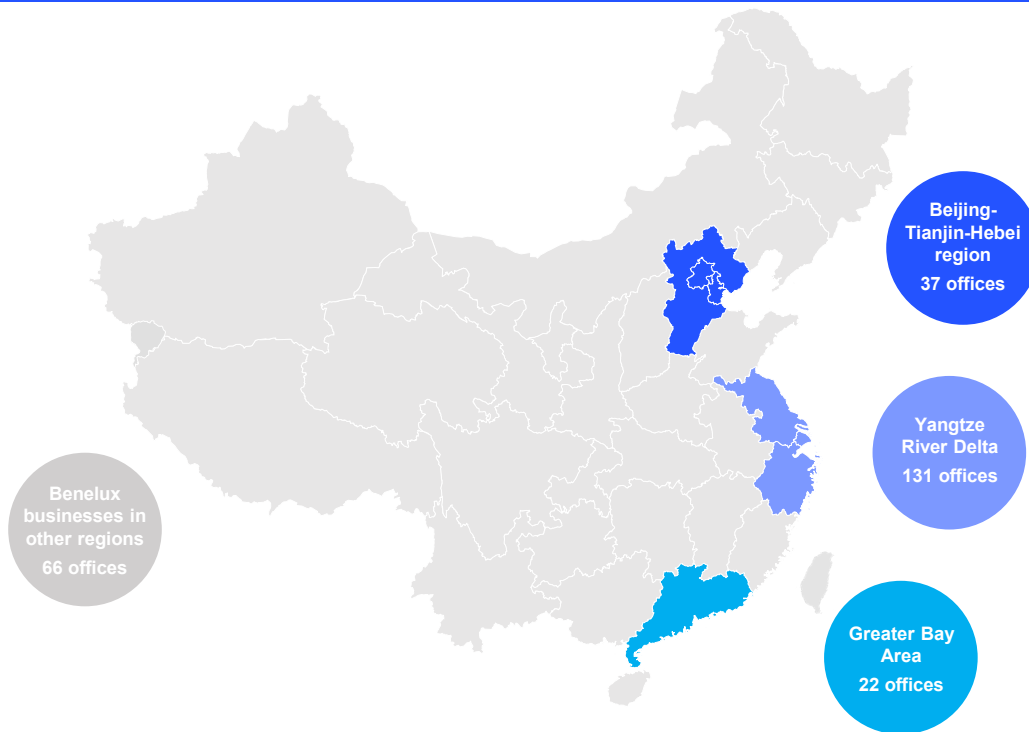 Beijing-
Tianjin-Hebei
region
37 offices
Yangtze
River Delta
131 offices
Benelux
businesses in
other regions
66 offices
Greater Bay
Area
22 offices